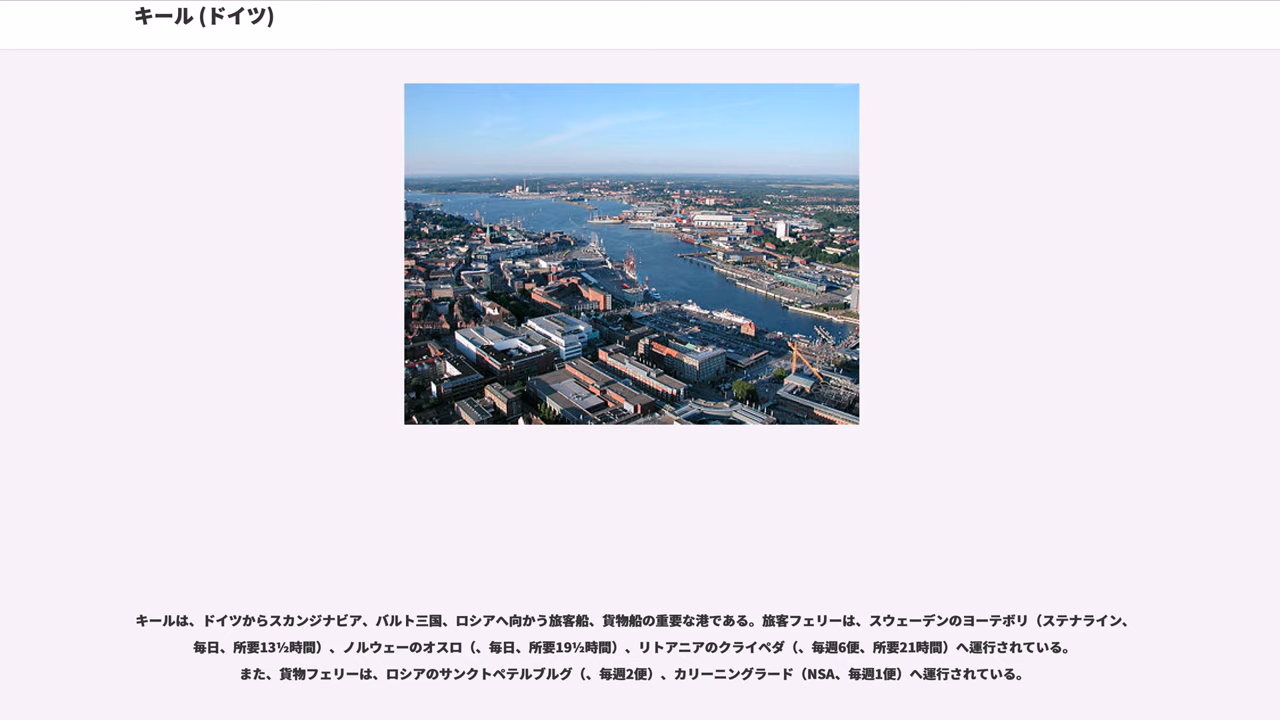 キール (ドイツ)
キールは、ドイツからスカンジナビア、バルト三国、ロシアへ向かう旅客船、貨物船の重要な港である。旅客フェリーは、スウェーデンのヨーテボリ（ステナライン、
毎日、所要13½時間）、ノルウェーのオスロ（、毎日、所要19½時間）、リトアニアのクライペダ（、毎週6便、所要21時間）へ運行されている。
また、貨物フェリーは、ロシアのサンクトペテルブルグ（、毎週2便）、カリーニングラード（NSA、毎週1便）へ運行されている。